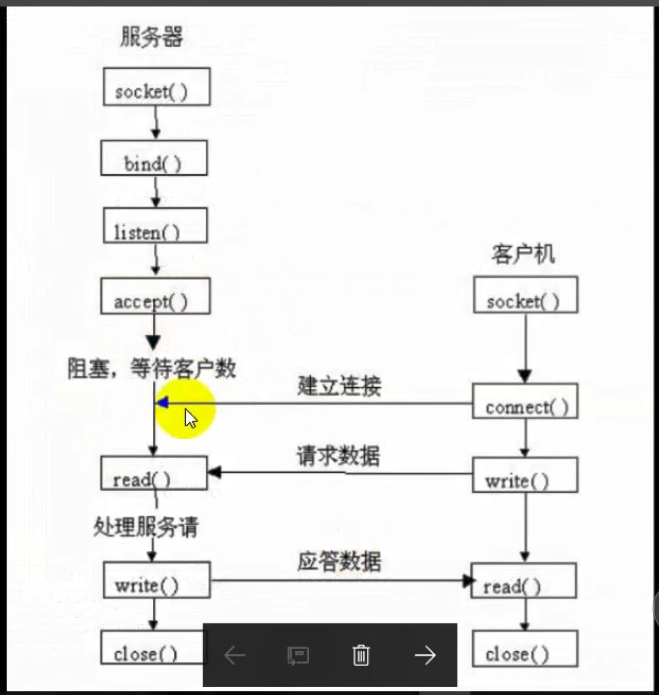 服务器
socket( )
bind( )
listen( )
accept( )
阻塞，等待客户数
read( )
处理服务请
write( )
close( )
客户机
socket( )
connect( )
write( )
read( )
close( )
建立连接
请求数据
应答数据